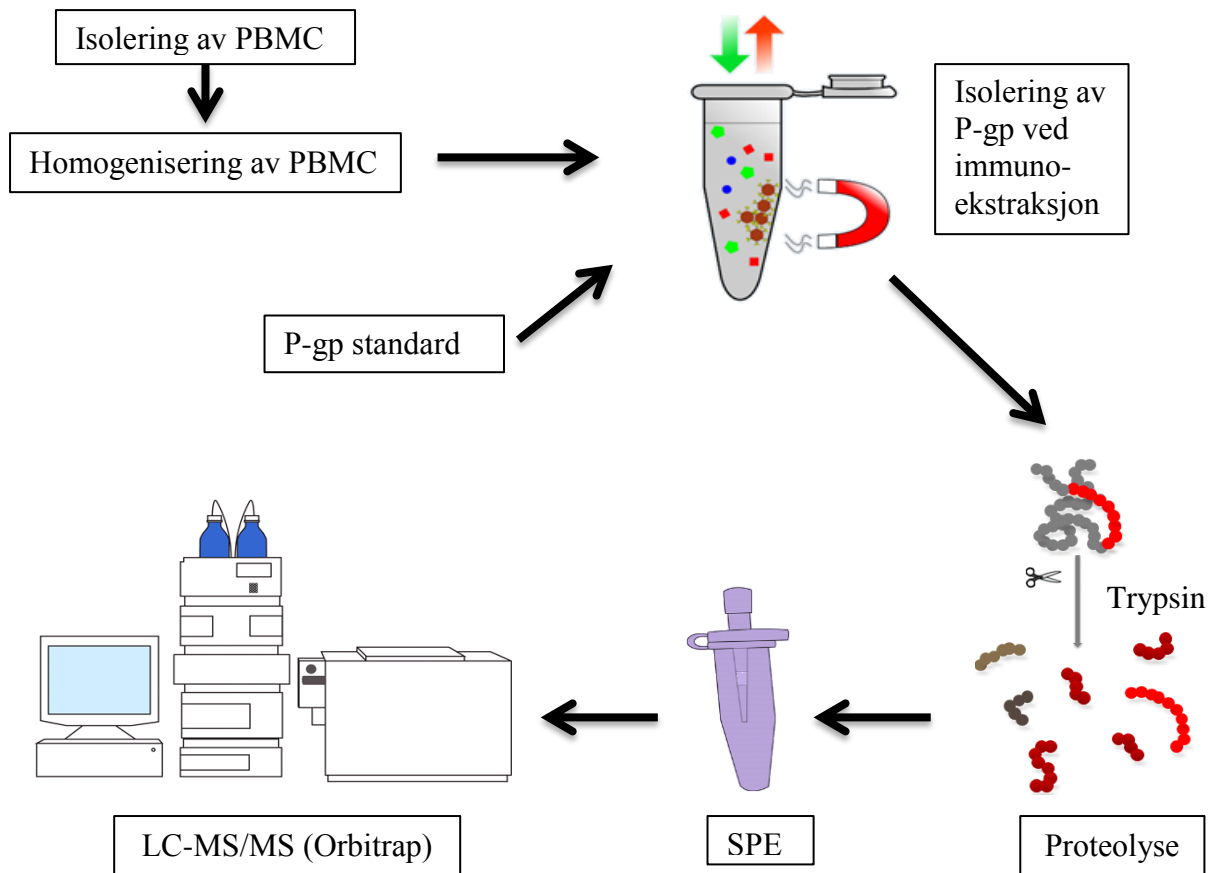 Isolering av PBMC
Homogenisering av PBMC
Isolering av
P-gp ved
immuno-
ekstraksjon
P-gp standard
Trypsin
LC-MS/MS (Orbitrap)
SPE
Proteolyse